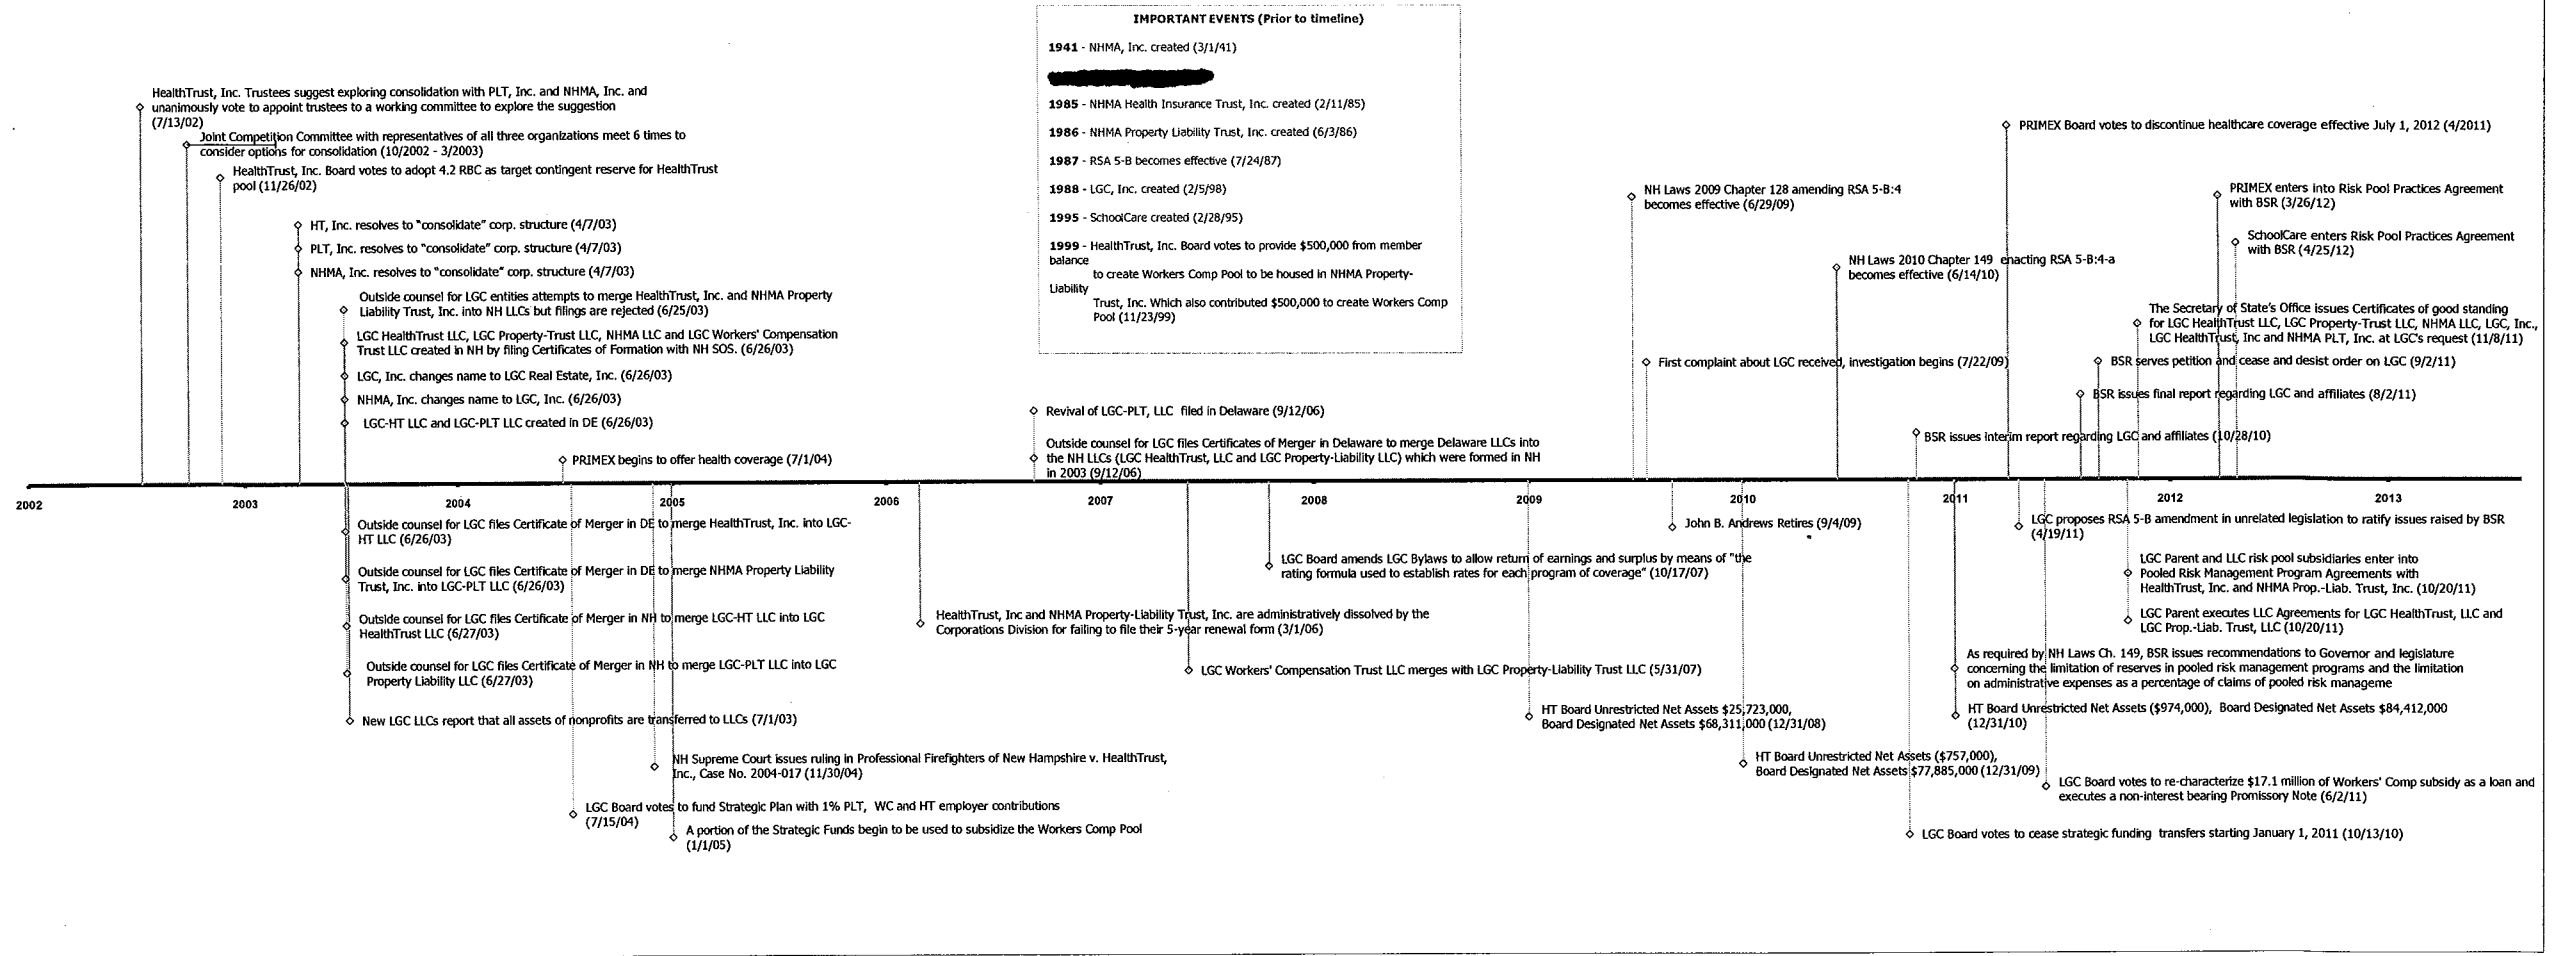 IMPORTANT EVENTS (Prior to timeline)
1941 - NHMA, Inc. created (3/1/41)
1985 - NHMA Health Insurance Trust, Inc. created (2/11/85)
1986 - NHMA Property Liability Trust, Inc. created (6/3/86)
1987 - RSA 5-B becomes effective (7/24/87)
1988 - LGC, Inc. created (2/5/98)
1995 - SchoolCare created (2/28/95)
1999 - HealthTrust, Inc. Board votes to provide $500,000 from member
balance
to create Workers Comp Pool to be housed in NHMA Property-
Liability
Trust, Inc. Which also contributed $500,000 to create Workers Comp
Pool (11/23/99)
HealthTrust, Inc. Trustees suggest exploring consolidation with PLT, Inc. and NHMA, Inc. and
unanimously vote to appoint trustees to a working committee to explore the suggestion
(7/13/02)
Joint Competition Committee with representatives of all three organizations meet 6 times to
consider options for consolidation (10/2002 - 3/2003)
HealthTrust, Inc. Board votes to adopt 4.2 RBC as target contingent reserve for HealthTrust
pool (11/26/02)
HT, Inc. resolves to "consolidate" corp. structure (4/7/03)
PLT, Inc. resolves to "consolidate" corp. structure (4/7/03)
NHMA, Inc. resolves to "consolidate" corp. structure (4/7/03)
Outside counsel for LGC entities attempts to merge HealthTrust, Inc. and NHMA Property
Liability Trust, Inc. into NH LLCs but filings are rejected (6/25/03)
LGC HealthTrust LLC, LGC Property-Trust LLC, NHMA LLC and LGC Workers' Compensation
Trust LLC created in NH by filing Certificates of Formation with NH SOS. (6/26/03)
LGC, Inc. changes name to LGC Real Estate, Inc. (6/26/03)
NHMA, Inc. changes name to LGC, Inc. (6/26/03)
LGC-HT LLC and LGC-PLT LLC created in DE (6/26/03)
PRIMEX begins to offer health coverage (7/1/04)
Revival of LGC-PLT, LLC filed in Delaware (9/12/06)
Outside counsel for LGC files Certificates of Merger in Delaware to merge Delaware LLCs into
the NH LLCs (LGC HealthTrust, LLC and LGC Property-Liability LLC) which were formed in NH
in 2003 (9/12/06)
PRIMEX Board votes to discontinue healthcare coverage effective July 1, 2012 (4/2011)
NH Laws 2009 Chapter 128 amending RSA 5-B:4
becomes effective (6/29/09)
PRIMEX enters into Risk Pool Practices Agreement
with BSR (3/26/12)
SchoolCare enters Risk Pool Practices Agreement
with BSR (4/25/12)
NH Laws 2010 Chapter 149 enacting RSA 5-B:4-a
becomes effective (6/14/10)
The Secretary of State's Office issues Certificates of good standing
for LGC HealthTrust LLC, LGC Property-Trust LLC, NHMA LLC, LGC, Inc.,
LGC HealthTrust, Inc and NHMA PLT, Inc. at LGC's request (11/8/11)
First complaint about LGC received, investigation begins (7/22/09)
BSR serves petition and cease and desist order on LGC (9/2/11)
BSR issues final report regarding LGC and affiliates (8/2/11)
BSR issues interim report regarding LGC and affiliates (10/28/10)
2002 2003 2004 2005 2006 2007 2008 2009 2010 2011 2012 2013
Outside counsel for LGC files Certificate of Merger in DE to merge HealthTrust, Inc. into LGC-
HT LLC (6/26/03)
Outside counsel for LGC files Certificate of Merger in DE to merge NHMA Property Liability
Trust, Inc. into LGC-PLT LLC (6/26/03)
Outside counsel for LGC files Certificate of Merger in NH to merge LGC-HT LLC into LGC
HealthTrust LLC (6/27/03)
Outside counsel for LGC files Certificate of Merger in NH to merge LGC-PLT LLC into LGC
Property Liability LLC (6/27/03)
New LGC LLCs report that all assets of nonprofits are transferred to LLCs (7/1/03)
NH Supreme Court issues ruling in Professional Firefighters of New Hampshire v. HealthTrust,
Inc., Case No. 2004-017 (11/30/04)
LGC Board votes to fund Strategic Plan with 1% PLT, WC and HT employer contributions
(7/15/04)
A portion of the Strategic Funds begin to be used to subsidize the Workers Comp Pool
(1/1/05)
HealthTrust, Inc and NHMA Property-Liability Trust, Inc. are administratively dissolved by the
Corporations Division for failing to file their 5-year renewal form (3/1/06)
LGC Board amends LGC Bylaws to allow return of earnings and surplus by means of "the
rating formula used to establish rates for each program of coverage" (10/17/07)
LGC Workers' Compensation Trust LLC merges with LGC Property-Liability Trust LLC (5/31/07)
John B. Andrews Retires (9/4/09)
HT Board Unrestricted Net Assets $25,723,000,
Board Designated Net Assets $68,311,000 (12/31/08)
HT Board Unrestricted Net Assets ($757,000),
Board Designated Net Assets $77,885,000 (12/31/09)
LGC proposes RSA 5-B amendment in unrelated legislation to ratify issues raised by BSR
(4/19/11)
LGC Parent and LLC risk pool subsidiaries enter into
Pooled Risk Management Program Agreements with
HealthTrust, Inc. and NHMA Prop.-Liab. Trust, Inc. (10/20/11)
LGC Parent executes LLC Agreements for LGC HealthTrust, LLC and
LGC Prop.-Liab. Trust, LLC (10/20/11)
As required by NH Laws Ch. 149, BSR issues recommendations to Governor and legislature
concerning the limitation of reserves in pooled risk management programs and the limitation
on administrative expenses as a percentage of claims of pooled risk manageme
HT Board Unrestricted Net Assets ($974,000), Board Designated Net Assets $84,412,000
(12/31/10)
LGC Board votes to re-characterize $17.1 million of Workers' Comp subsidy as a loan and
executes a non-interest bearing Promissory Note (6/2/11)
LGC Board votes to cease strategic funding transfers starting January 1, 2011 (10/13/10)